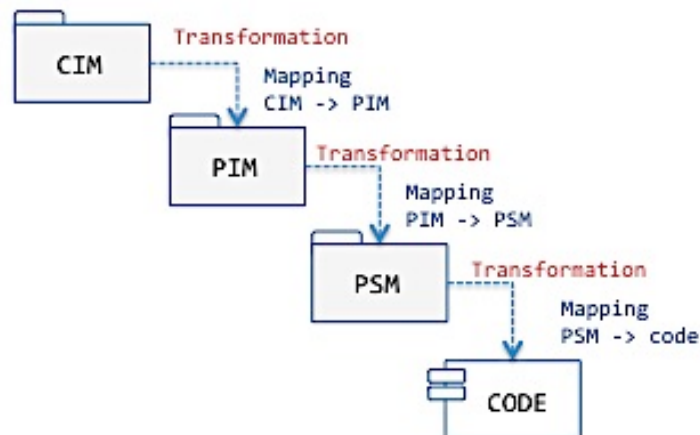 CIM
Transformation
Mapping
CIM -> PIM
PIM
Transformation
Mapping
PIM -> PSM
PSM
Transformation
Mapping
PSM -> code
CODE